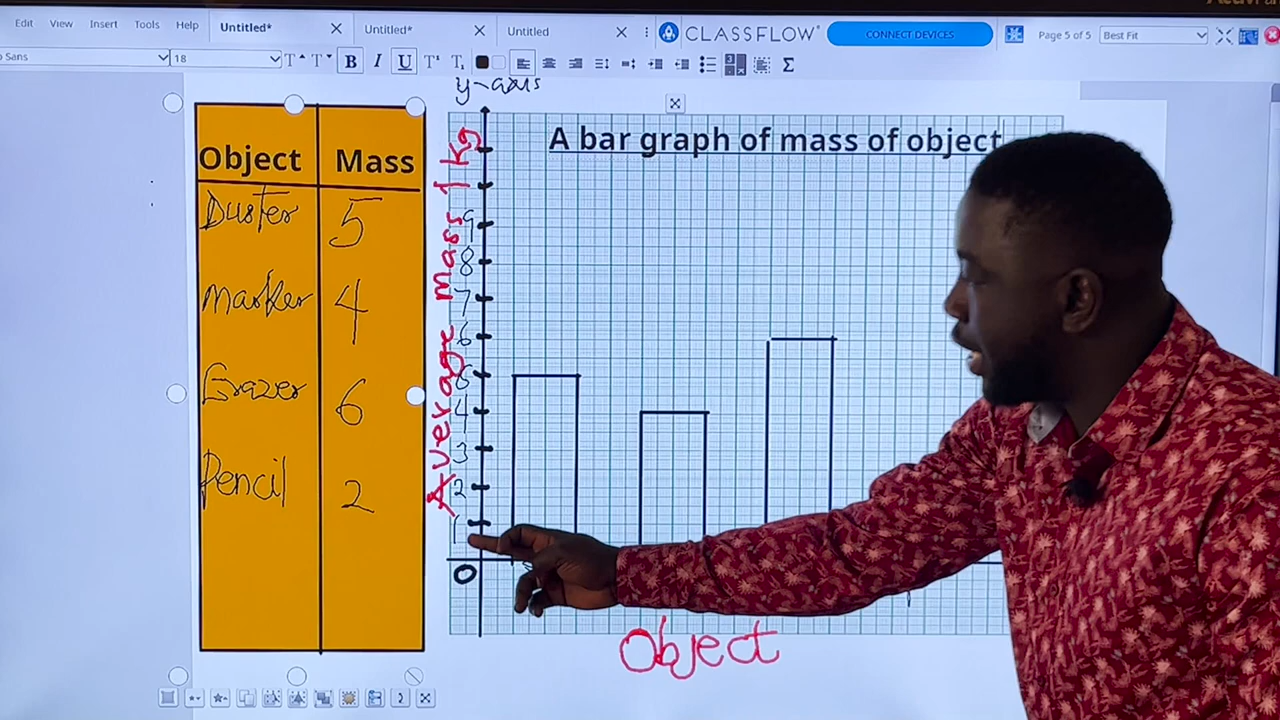 Edit View Insert Tools Help Untitled* Untitled* Untitled CLASSFLOW CONNECT DEVICES Page 5 of 5 Best Fit
Sans 18 B I U
y-axis
A bar graph of mass of object
Object Mass
Duster 5
Marker 4
Grazer 6
Pencil 2
Average Mass / kg
9
8
7
6
5
4
3
2
1
0
Object